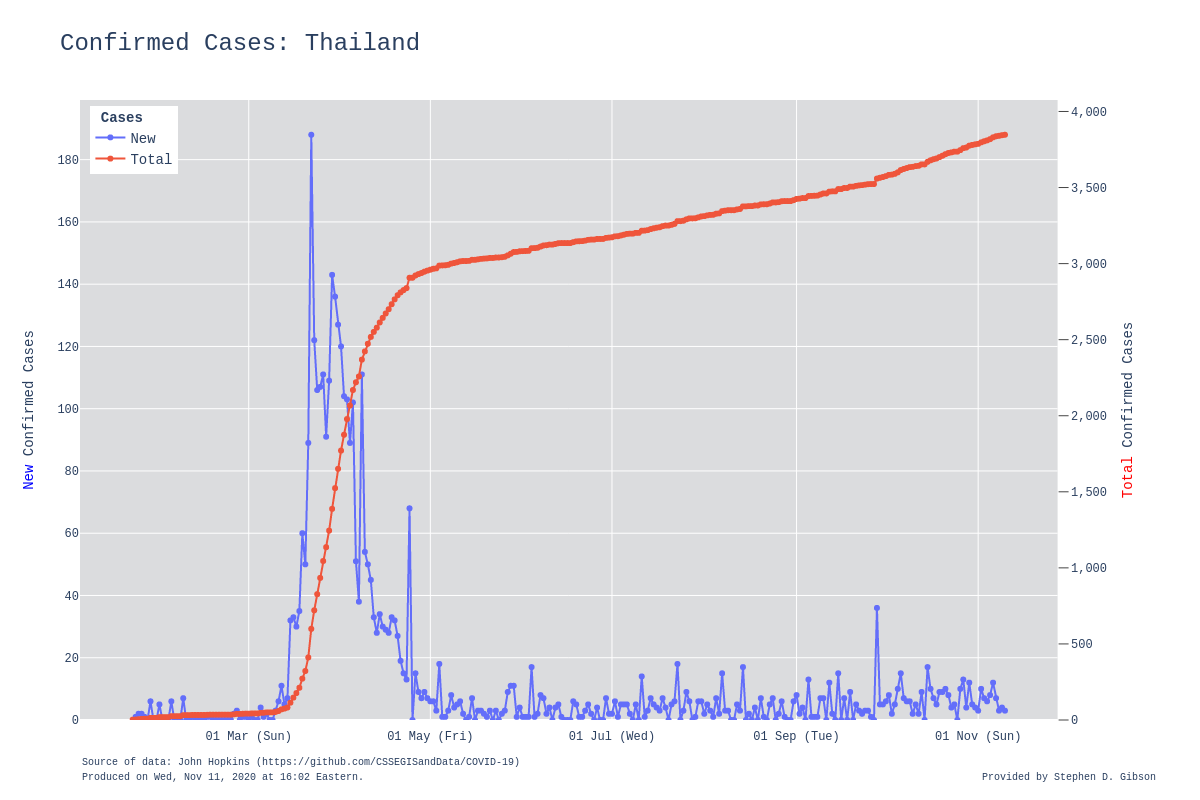 Confirmed Cases: Thailand
Cases
New
Total
180
160
140
120
100
80
60
40
20
0
4,000
3,500
3,000
2,500
2,000
1,500
1,000
500
0
New Confirmed Cases
Total Confirmed Cases
01 Mar (Sun)
01 May (Fri)
01 Jul (Wed)
01 Sep (Tue)
01 Nov (Sun)
Source of data: John Hopkins (https://github.com/CSSEGISandData/COVID-19)
Produced on Wed, Nov 11, 2020 at 16:02 Eastern.
Provided by Stephen D. Gibson